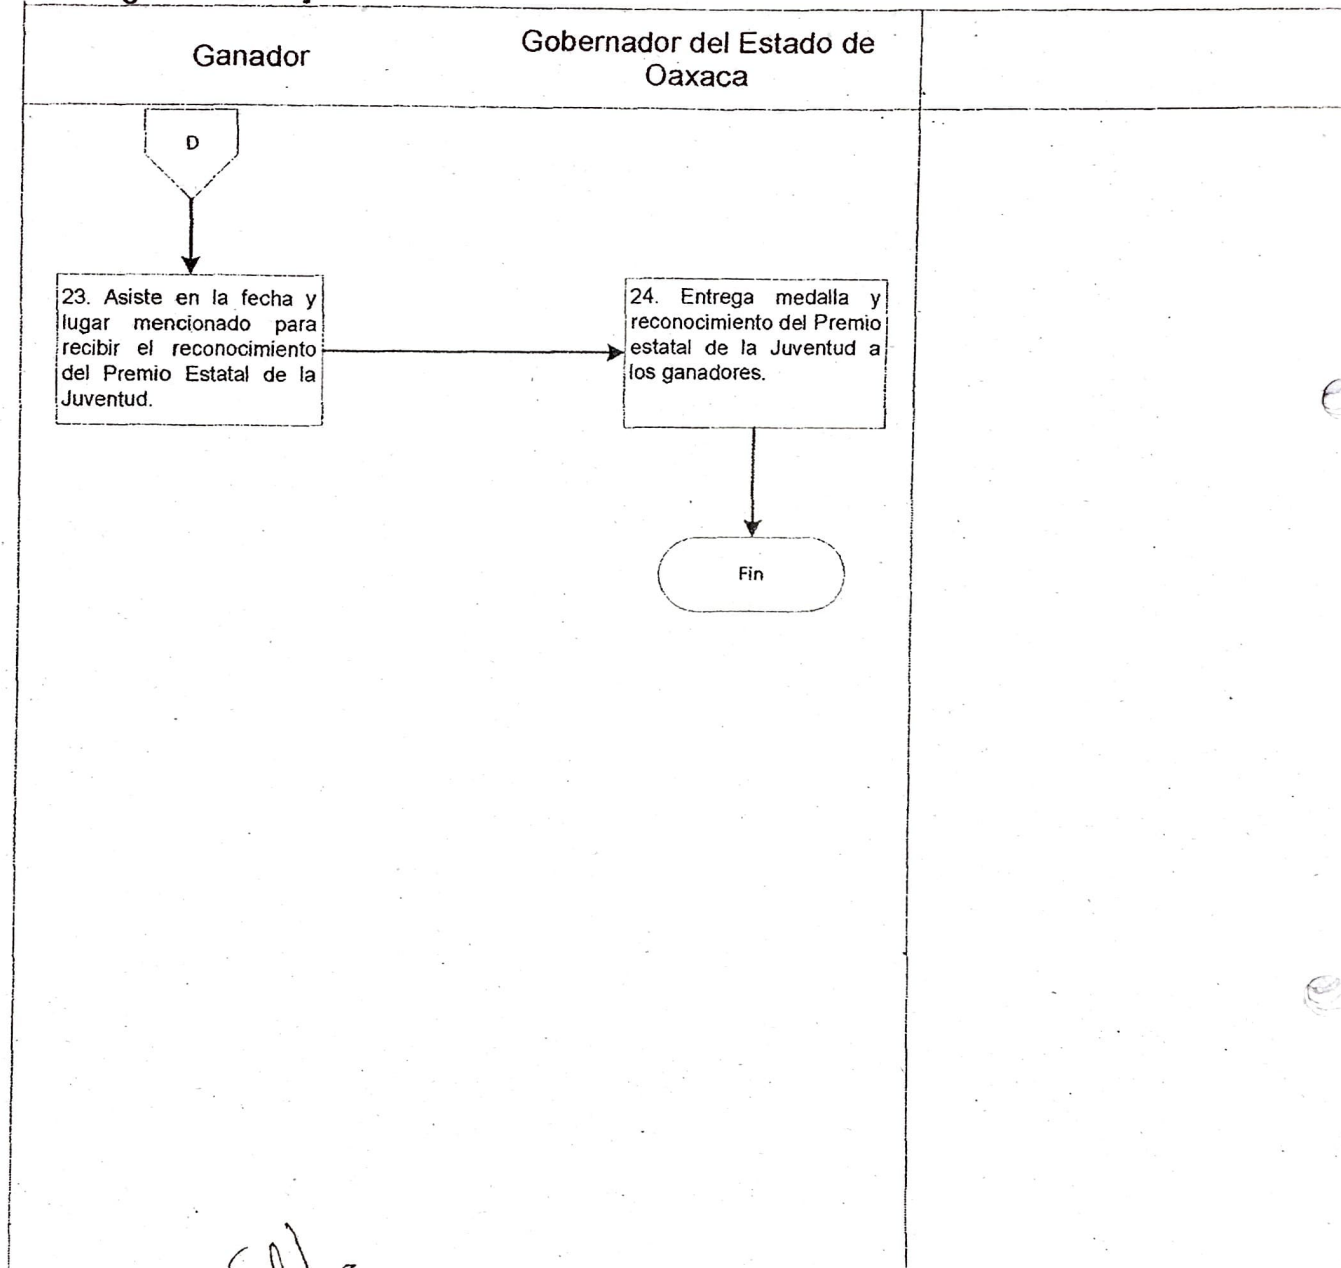 Ganador
Gobernador del Estado de
Oaxaca
D
23. Asiste en la fecha y
lugar mencionado para
recibir el reconocimiento
del Premio Estatal de la
Juventud.
24. Entrega medalla y
reconocimiento del Premio
estatal de la Juventud a
los ganadores.
Fin